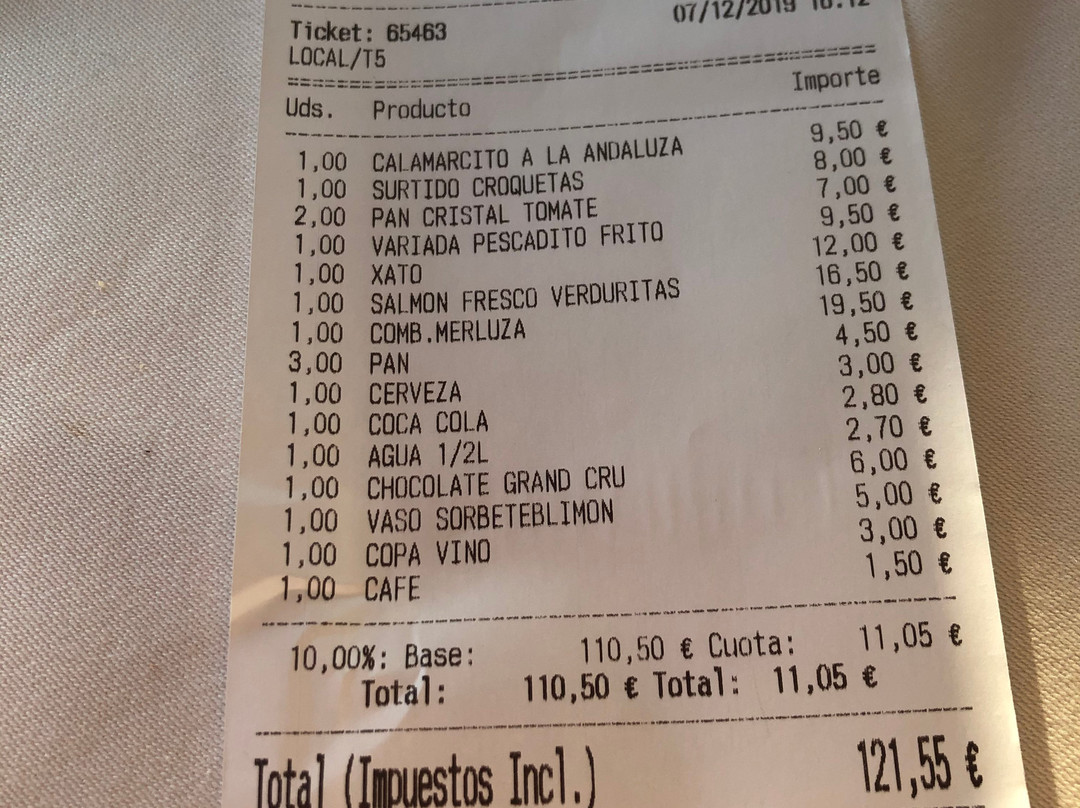 07/12/2019
Ticket: 65463
LOCAL/T5
Uds. Producto Importe
1,00 CALAMARCITO A LA ANDALUZA 9,50 €
1,00 SURTIDO CROQUETAS 8,00 €
2,00 PAN CRISTAL TOMATE 7,00 €
1,00 VARIADA PESCADITO FRITO 9,50 €
1,00 XATO 12,00 €
1,00 SALMON FRESCO VERDURITAS 16,50 €
1,00 COMB.MERLUZA 19,50 €
3,00 PAN 4,50 €
1,00 CERVEZA 3,00 €
1,00 COCA COLA 2,80 €
1,00 AGUA 1/2L 2,70 €
1,00 CHOCOLATE GRAND CRU 6,00 €
1,00 VASO SORBETEBLIMON 5,00 €
1,00 COPA VINO 3,00 €
1,00 CAFE 1,50 €
10,00%: Base: 110,50 € Cuota: 11,05 €
Total: 110,50 € Total: 11,05 €
Total (Impuestos Incl.) 121,55 €